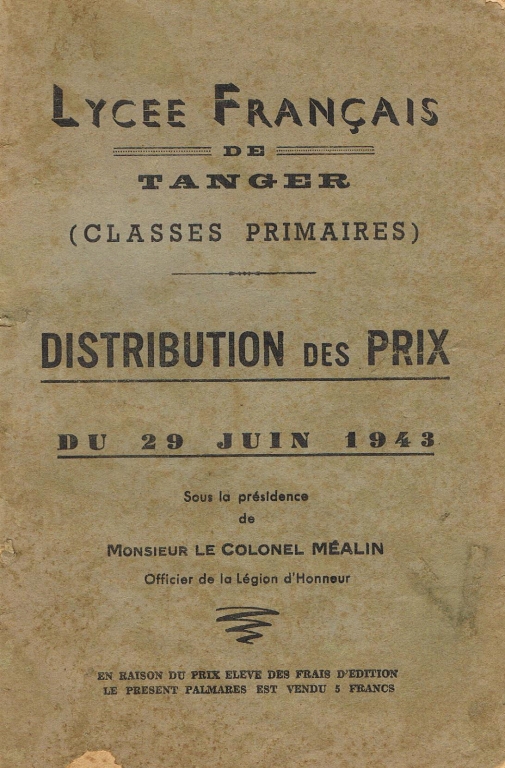 LYCEE FRANÇAIS
DE
TANGER
(CLASSES PRIMAIRES)
DISTRIBUTION DES PRIX
DU 29 JUIN 1943
Sous la présidence
de
MONSIEUR LE COLONEL MÉALIN
Officier de la Légion d'Honneur
EN RAISON DU PRIX ELEVE DES FRAIS D'EDITION
LE PRESENT PALMARES EST VENDU 5 FRANCS